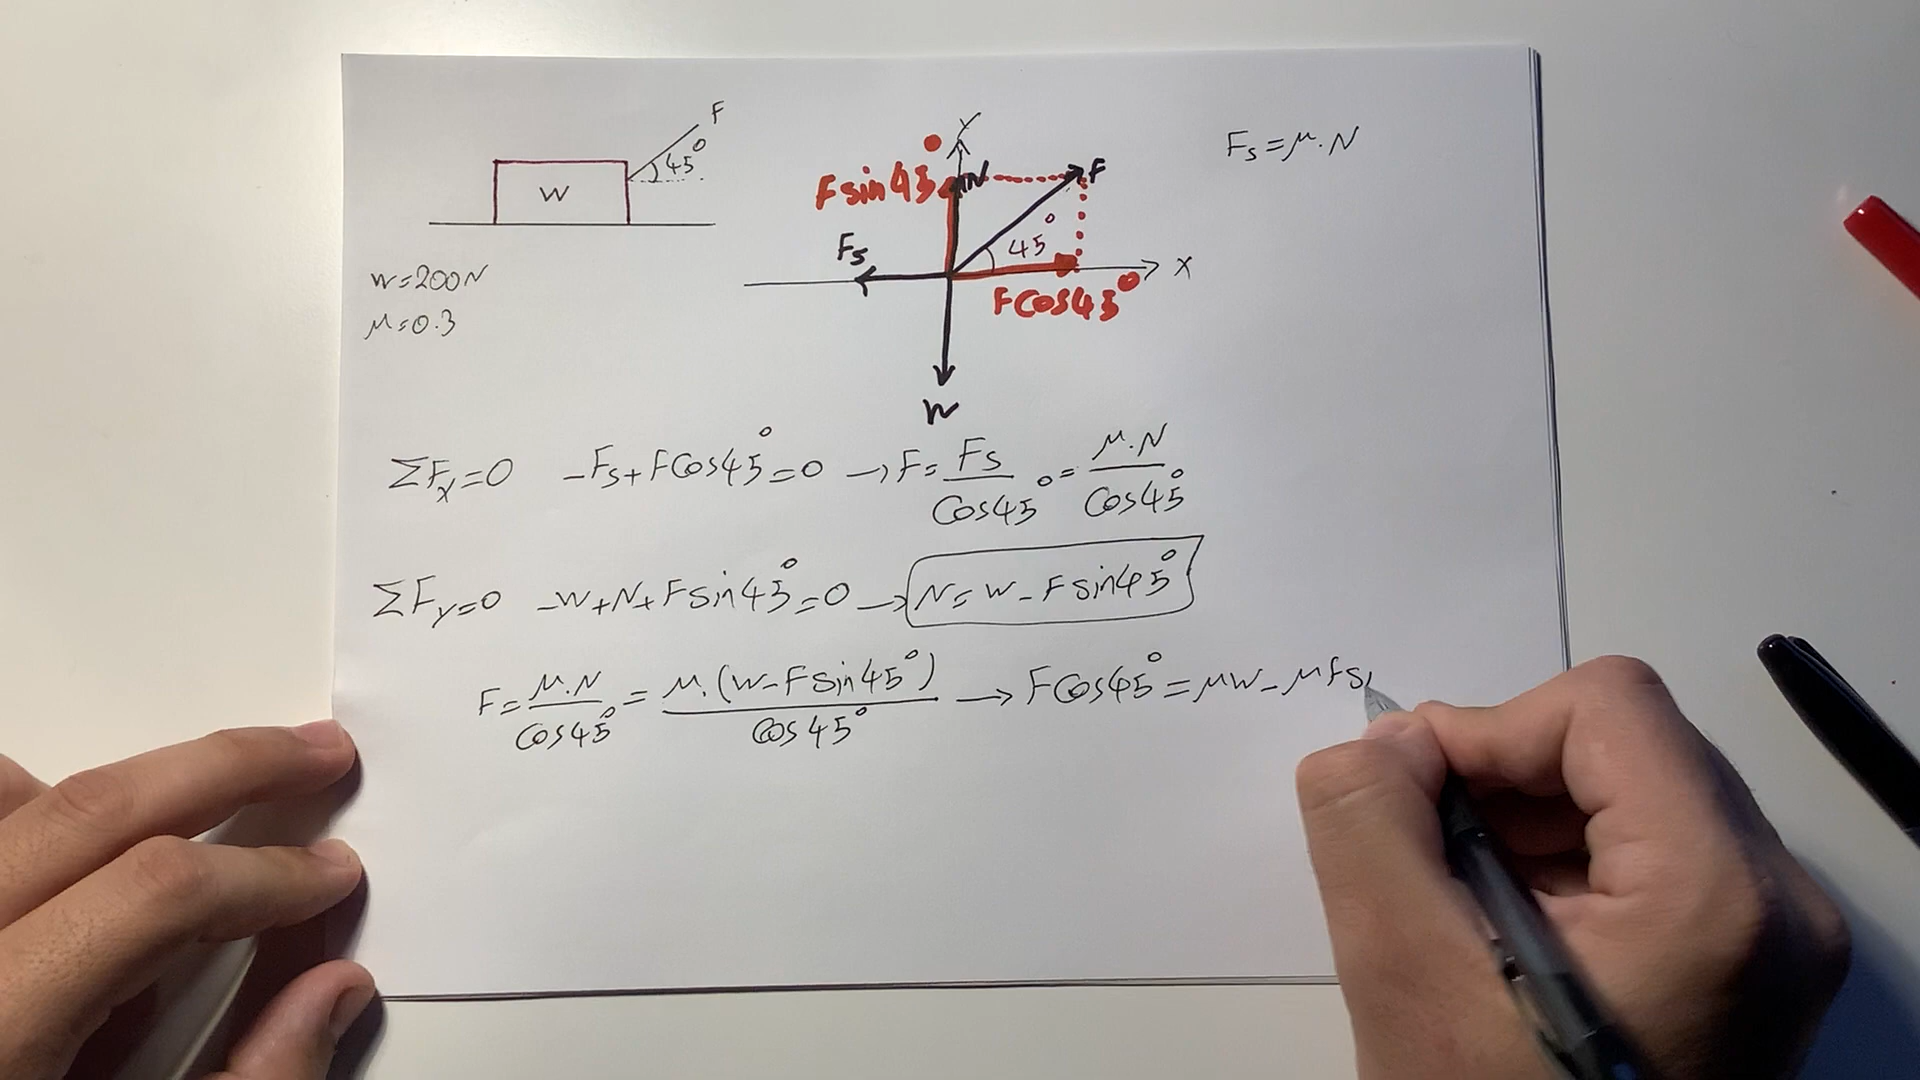 F
45°
W
W=200N
μ=0.3
Y
Fsin45°
N
F
Fs
45°
X
FCos45°
W
Fs=μ.N
ΣFx=0 -Fs+FCos45°=0 → F=Fs/Cos45°=μ.N/Cos45°
ΣFy=0 -W+N+Fsin45°=0 → N=W-Fsin45°
F=μ.N/Cos45°=μ.(W-Fsin45°)/Cos45° → FCos45°=μW-μFsi